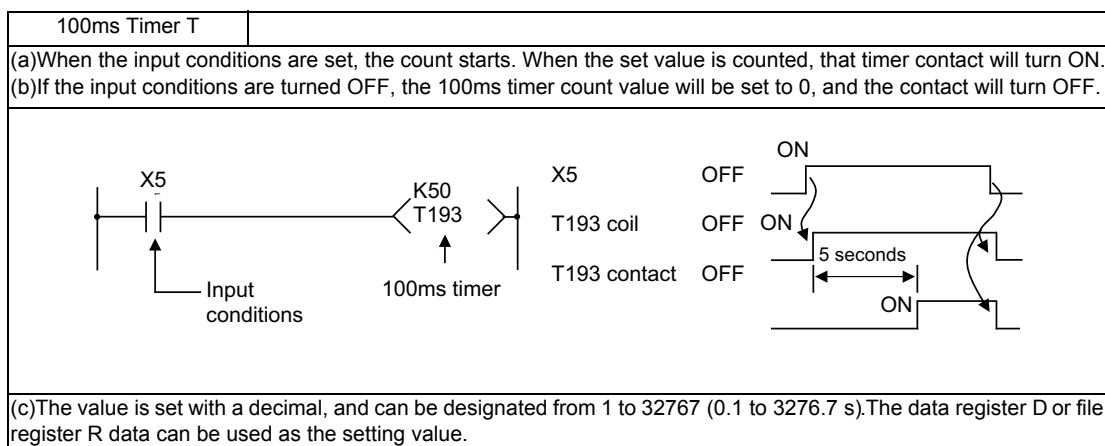 100ms Timer T
(a)When the input conditions are set, the count starts. When the set value is counted, that timer contact will turn ON.
(b)If the input conditions are turned OFF, the 100ms timer count value will be set to 0, and the contact will turn OFF.
X5
K50
T193
Input
conditions
100ms timer
X5 OFF ON
T193 coil OFF ON
5 seconds
T193 contact OFF
ON
(c)The value is set with a decimal, and can be designated from 1 to 32767 (0.1 to 3276.7 s).The data register D or file
register R data can be used as the setting value.